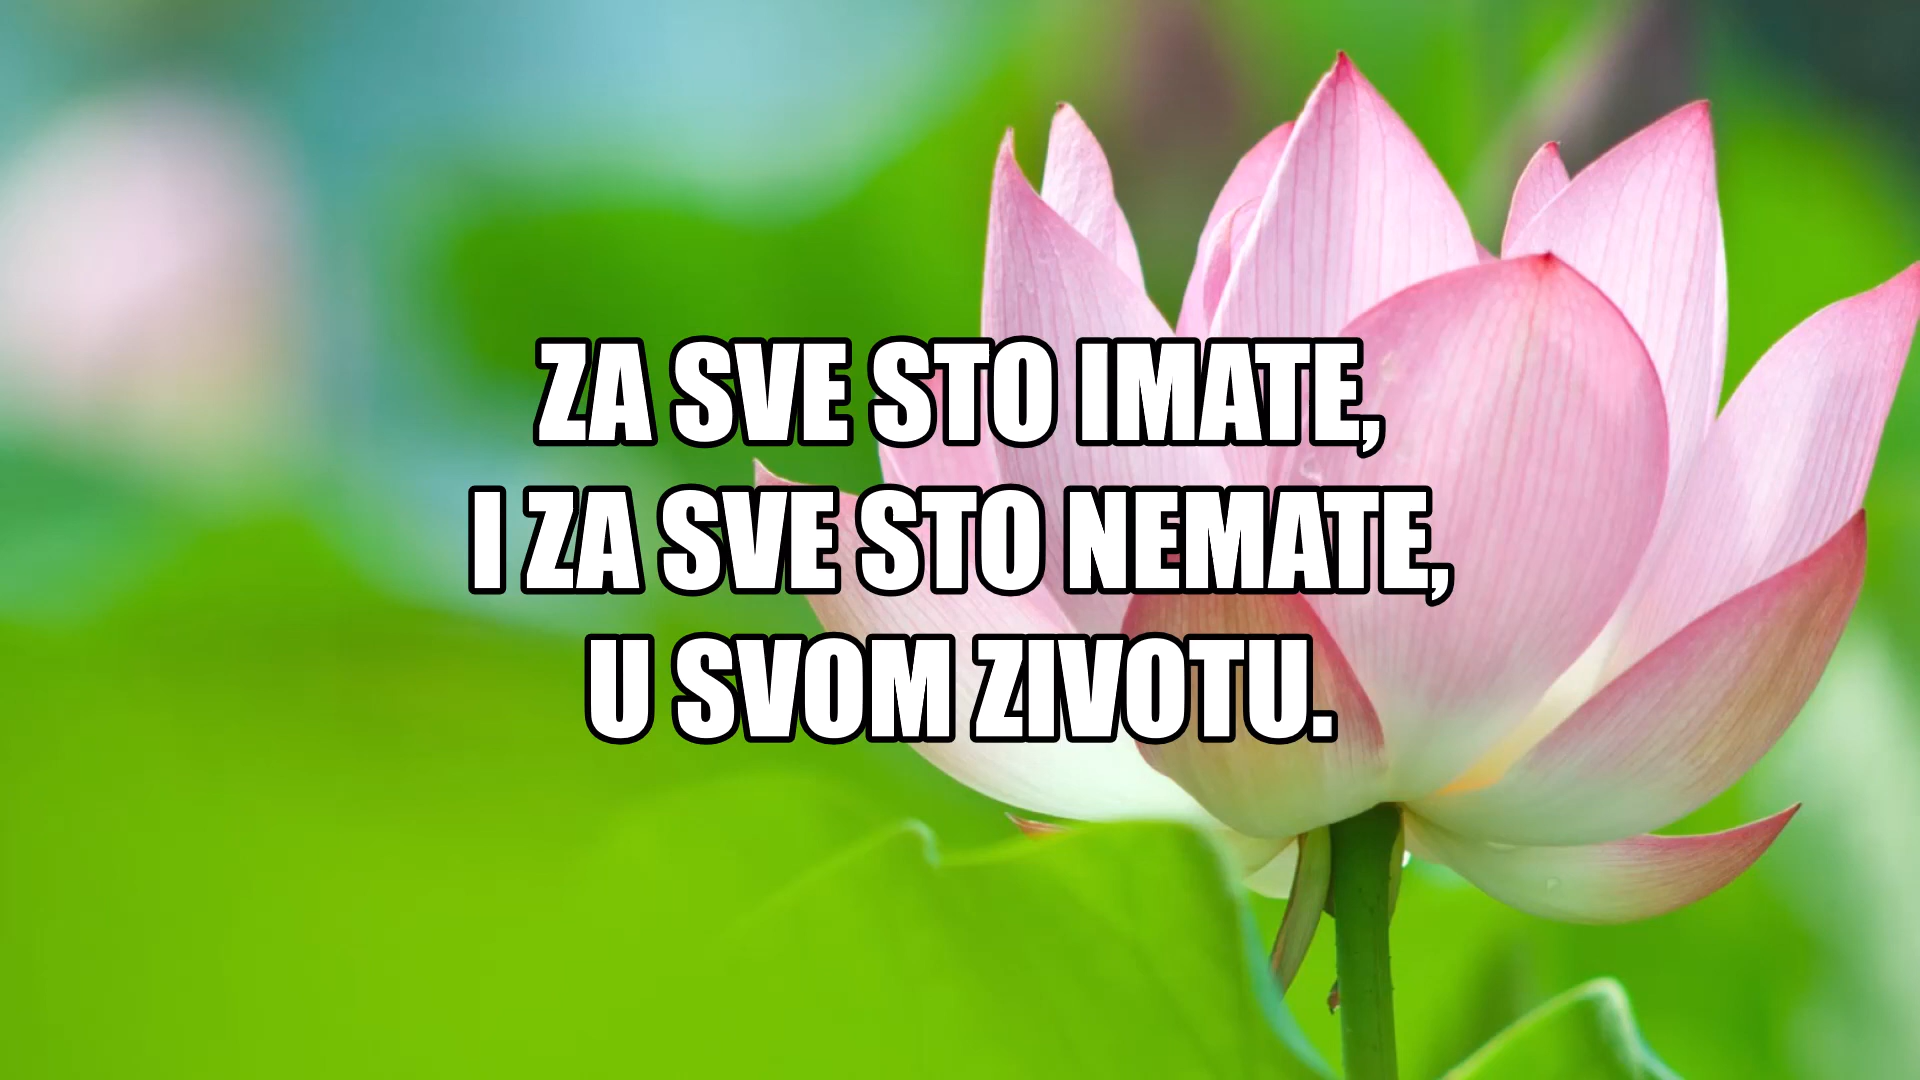 ZA SVE STO IMATE,
I ZA SVE STO NEMATE,
U SVOM ZIVOTU.